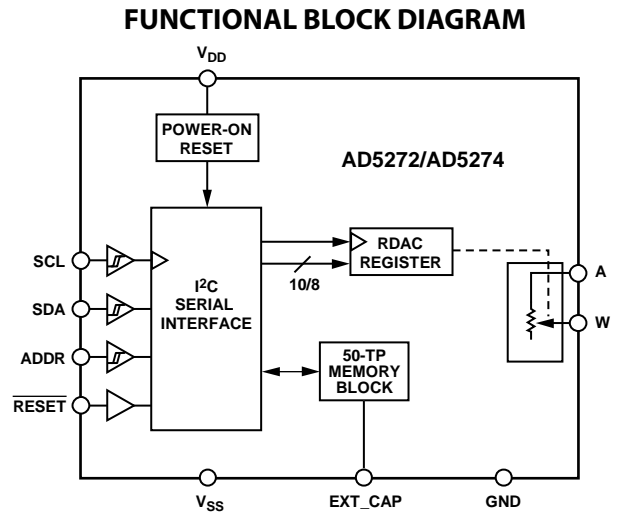 FUNCTIONAL BLOCK DIAGRAM
VDD
POWER-ON
RESET
AD5272/AD5274
SCL
SDA
ADDR
RESET
I2C
SERIAL
INTERFACE
10/8
RDAC
REGISTER
A
W
50-TP
MEMORY
BLOCK
VSS
EXT_CAP
GND